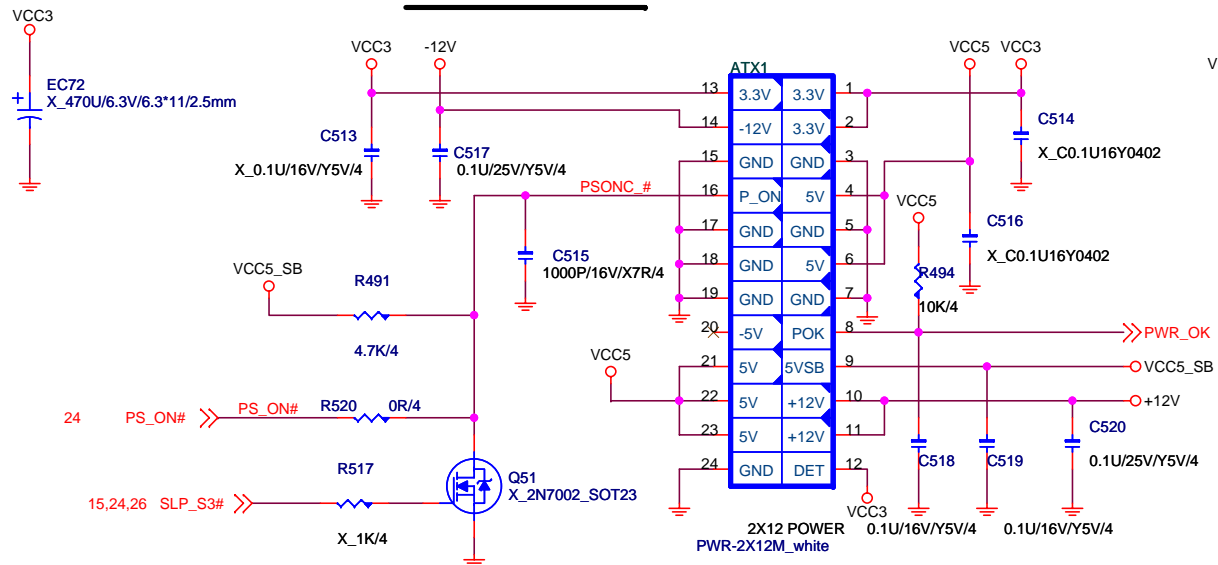 VCC3
EC72
X_470U/6.3V/6.3*11/2.5mm
+
VCC3
-12V
C513
X_0.1U/16V/Y5V/4
C517
0.1U/25V/Y5V/4
PSONC_#
C515
1000P/16V/X7R/4
VCC5_SB
R491
4.7K/4
24
PS_ON#
PS_ON#
R520
0R/4
R517
X_1K/4
15,24,26
SLP_S3#
Q51
X_2N7002_SOT23
VCC5
ATX1
13 3.3V 3.3V 1
14 -12V 3.3V 2
15 GND GND 3
16 P_ON 5V 4
17 GND GND 5
18 GND 5V 6
19 GND GND 7
20 -5V POK 8
21 5V 5VSB 9
22 5V +12V 10
23 5V +12V 11
24 GND DET 12
2X12 POWER
PWR-2X12M_white
VCC3
VCC5
VCC3
V
C514
X_C0.1U16Y0402
C516
X_C0.1U16Y0402
VCC5
R494
10K/4
PWR_OK
VCC5_SB
+12V
C518
0.1U/16V/Y5V/4
C519
0.1U/16V/Y5V/4
C520
0.1U/25V/Y5V/4